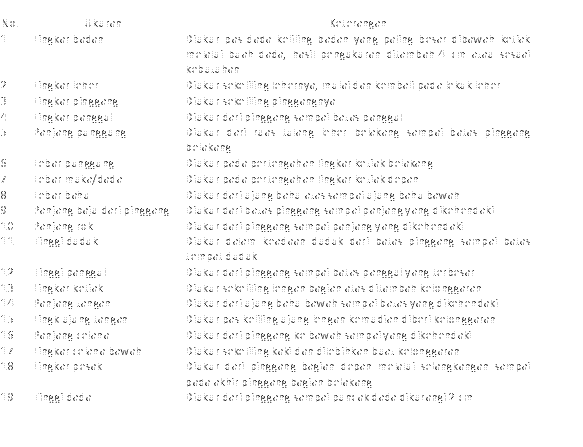 No Ukuran Keterangan
1 Lingkar badan Diukur pas dada keliling badan yang paling besar dibawah ketiak
melalui buah dada, hasil pengukuran ditambah 4 cm atau sesuai
kebutuhan
2 Lingkar leher Diukur sekeliling lehernya, mulai dan kembali pada lekuk leher
3 Lingkar pinggang Diukur sekeliling pinggangnya
4 Lingkar panggul Diukur dari pinggang sampai batas panggul
5 Panjang punggung Diukur dari ruas tulang leher belakang sampai batas pinggang
belakang
6 Lebar punggung Diukur pada pertengahan lingkar ketiak belakang
7 Lebar muka/dada Diukur pada pertengahan lingkar ketiak depan
8 Lebar bahu Diukur dari ujung bahu atas sampai ujung bahu bawah
9 Panjang baju dari pinggang Diukur dari batas pinggang sampai panjang yang dikehendaki
10 Panjang rok Diukur dari pinggang sampai panjang yang dikehendaki
11 Tinggi duduk Diukur dalam keadaan duduk dari batas pinggang sampai batas
tempat duduk
12 Tinggi panggul Diukur dari pinggang sampai batas panggul yang terbesar
13 Lingkar ketiak Diukur sekeliling lengan bagian atas ditambah kelonggaran
14 Panjang tangan Diukur dari ujung bahu bawah sampai batas yang dikehendaki
15 ujung tangan Diukur pas keliling ujung lengan kemudian diberi kelonggaran
16 Panjang celana Diukur dari pinggang ke bawah sampai yang dikehendaki
17 Lingkar celana bawah Diukur sekeliling kaki dan dilebihkan buat kelonggaran
18 Lingkar pesak Diukur dari pinggang bagian depan melalui selangkangan sampai
pada akhir pinggang bagian belakang
19 Tinggi dada Diukur dari pinggang sampai puncak dada dikurangi 2 cm